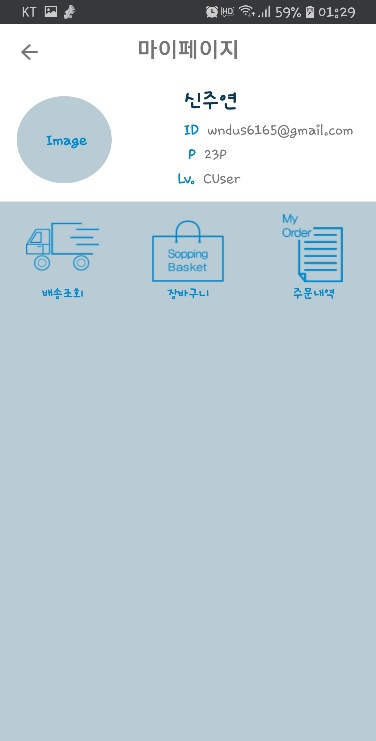 KT 59% 01:29
마이페이지
신주연
Image
ID wndus6165@gmail.com
P 23P
Lv. CUser
My
Order
Sopping
Basket
배송조회 장바구니 주문내역